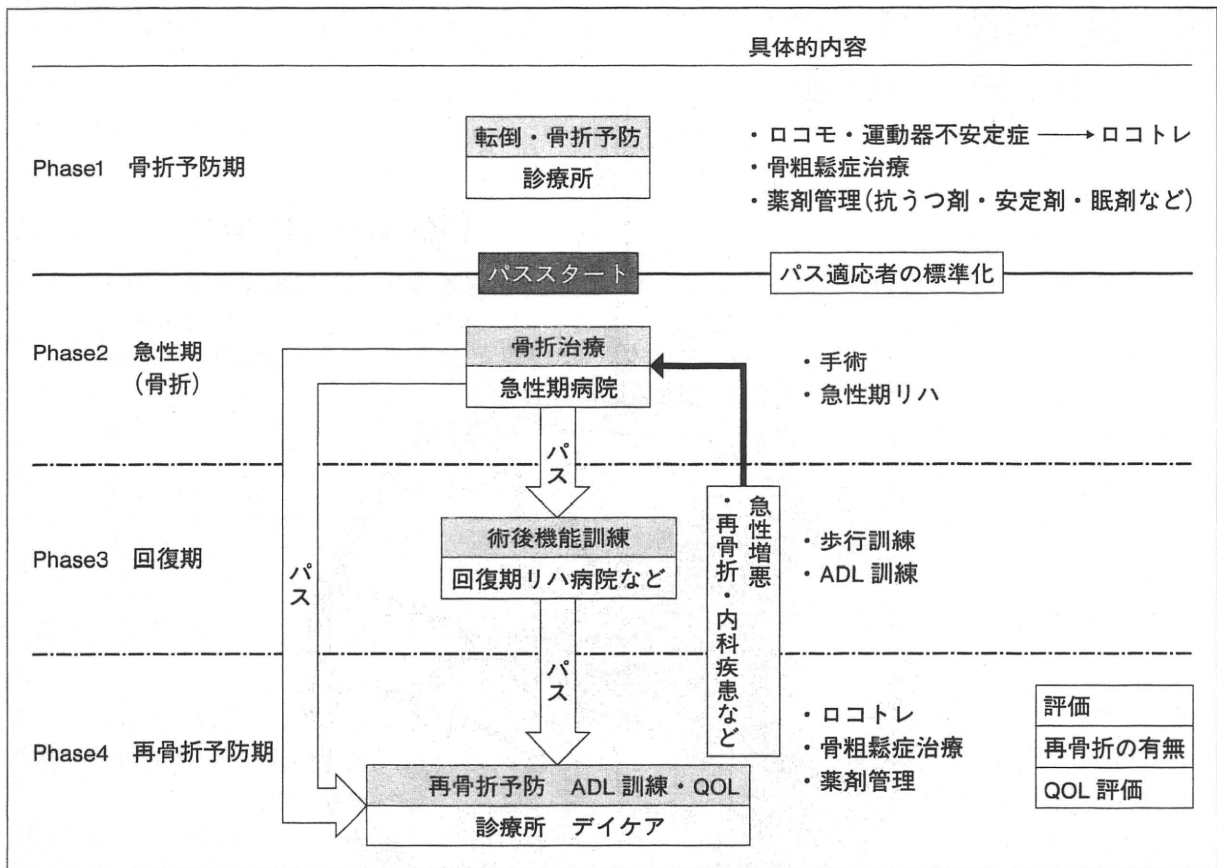 具体的内容
Phase1 骨折予防期
転倒・骨折予防
診療所
・ロコモ・運動器不安定症 ⟶ ロコトレ
・骨粗鬆症治療
・薬剤管理(抗うつ剤・安定剤・眠剤など)
パススタート
パス適応者の標準化
Phase2 急性期
(骨折)
骨折治療
急性期病院
・手術
・急性期リハ
パス
Phase3 回復期
パス
術後機能訓練
回復期リハ病院など
急性増悪
・再骨折・内科疾患など
・歩行訓練
・ADL 訓練
パス
Phase4 再骨折予防期
再骨折予防 ADL 訓練・QOL
診療所 デイケア
・ロコトレ
・骨粗鬆症治療
・薬剤管理
評価
再骨折の有無
QOL 評価